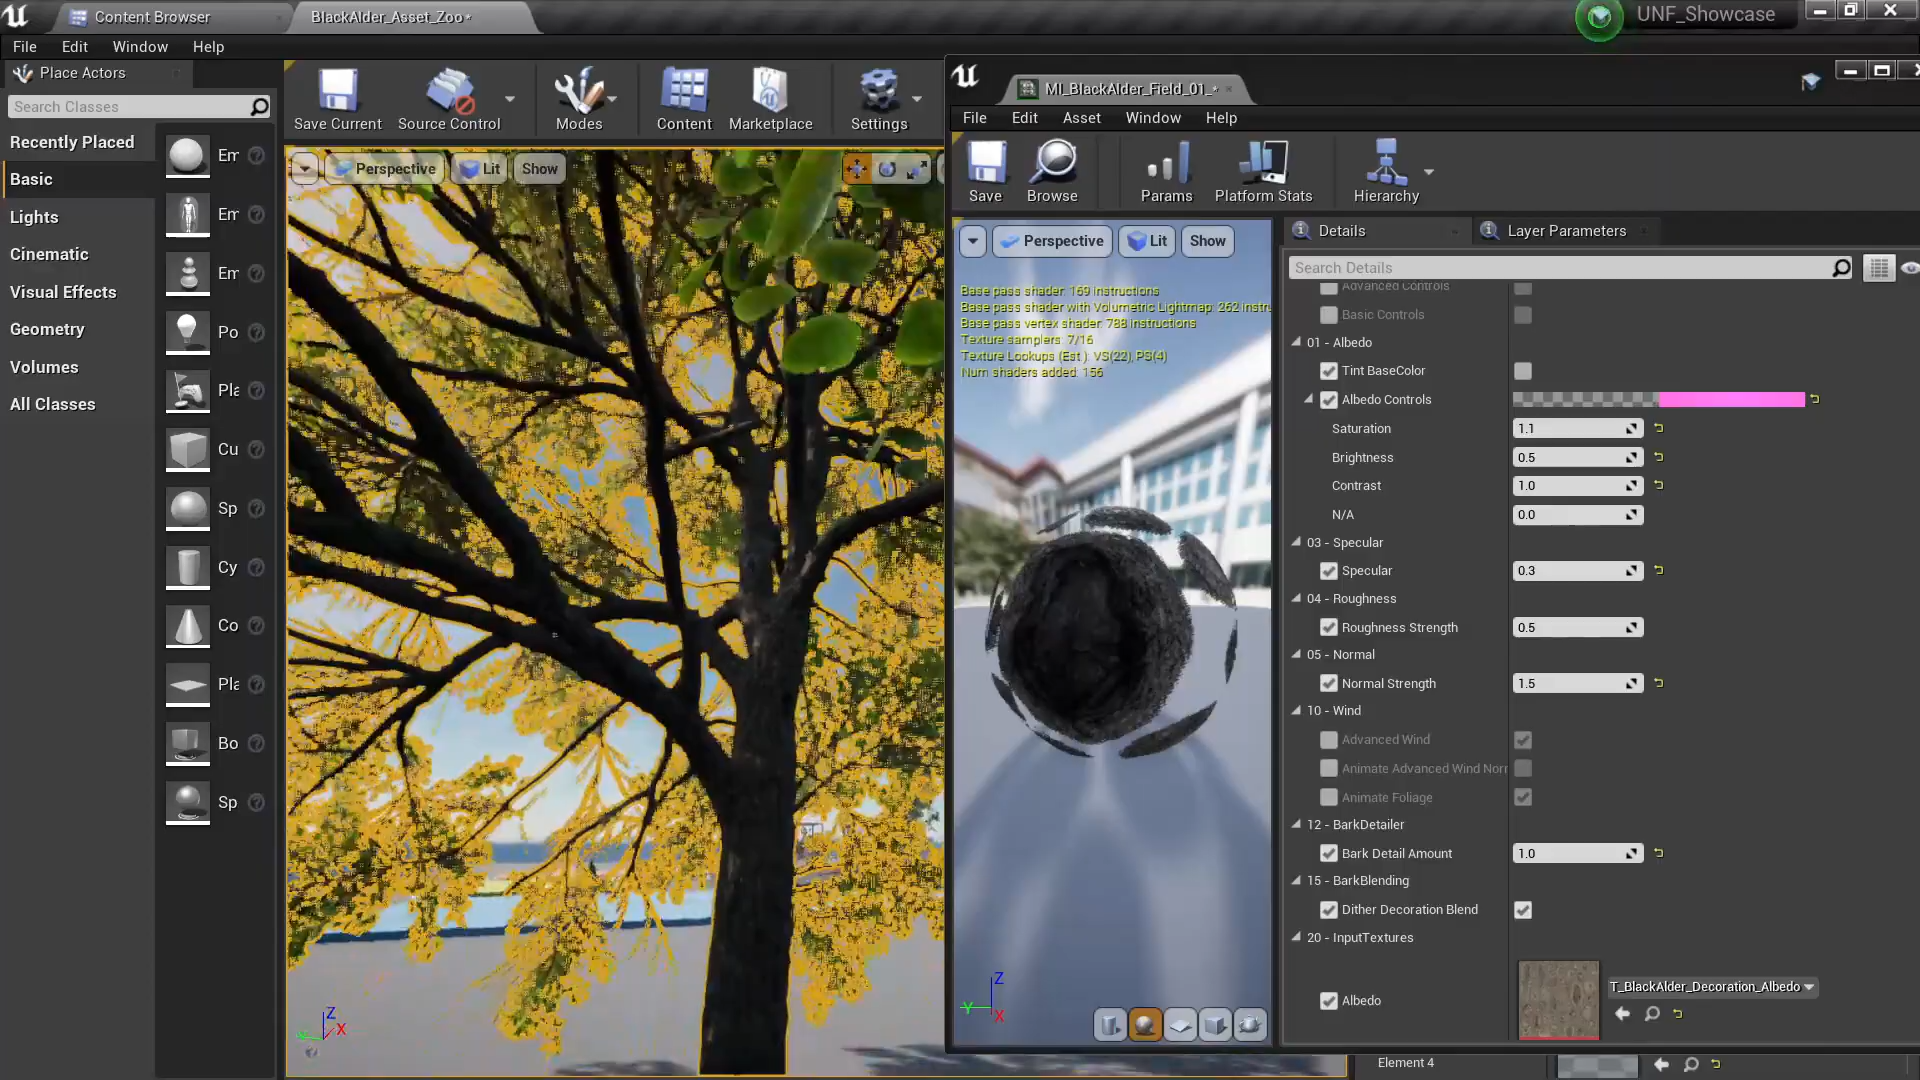 Content Browser
BlackAlder_Asset_Zoo*
UNF_Showcase
File Edit Window Help
Place Actors
Search Classes
Recently Placed
Basic
Lights
Cinematic
Visual Effects
Geometry
Volumes
All Classes
Em
Em
Em
Po
Pla
Cu
Sp
Cy
Co
Pla
Bo
Sp
Save Current
Source Control
Modes
Content
Marketplace
Settings
Perspective
Lit
Show
Z
X
MI_BlackAlder_Field_01_*
File Edit Asset Window Help
Save
Browse
Params
Platform Stats
Hierarchy
Perspective
Lit
Show
Base pass shader: 169 instructions
Base pass shader with Volumetric Lightmap: 262 instru
Base pass vertex shader: 788 instructions
Texture samplers: 7/16
Texture Lookups (Est.): VS(22), PS(4)
Num shaders added: 156
Z
Y
X
Details
Layer Parameters
Search Details
Advanced Controls
Basic Controls
01 - Albedo
Tint BaseColor
Albedo Controls
Saturation 1.1
Brightness 0.5
Contrast 1.0
N/A 0.0
03 - Specular
Specular 0.3
04 - Roughness
Roughness Strength 0.5
05 - Normal
Normal Strength 1.5
10 - Wind
Advanced Wind
Animate Advanced Wind Norr
Animate Foliage
12 - BarkDetailer
Bark Detail Amount 1.0
15 - BarkBlending
Dither Decoration Blend
20 - InputTextures
Albedo
T_BlackAlder_Decoration_Albedo
Element 4